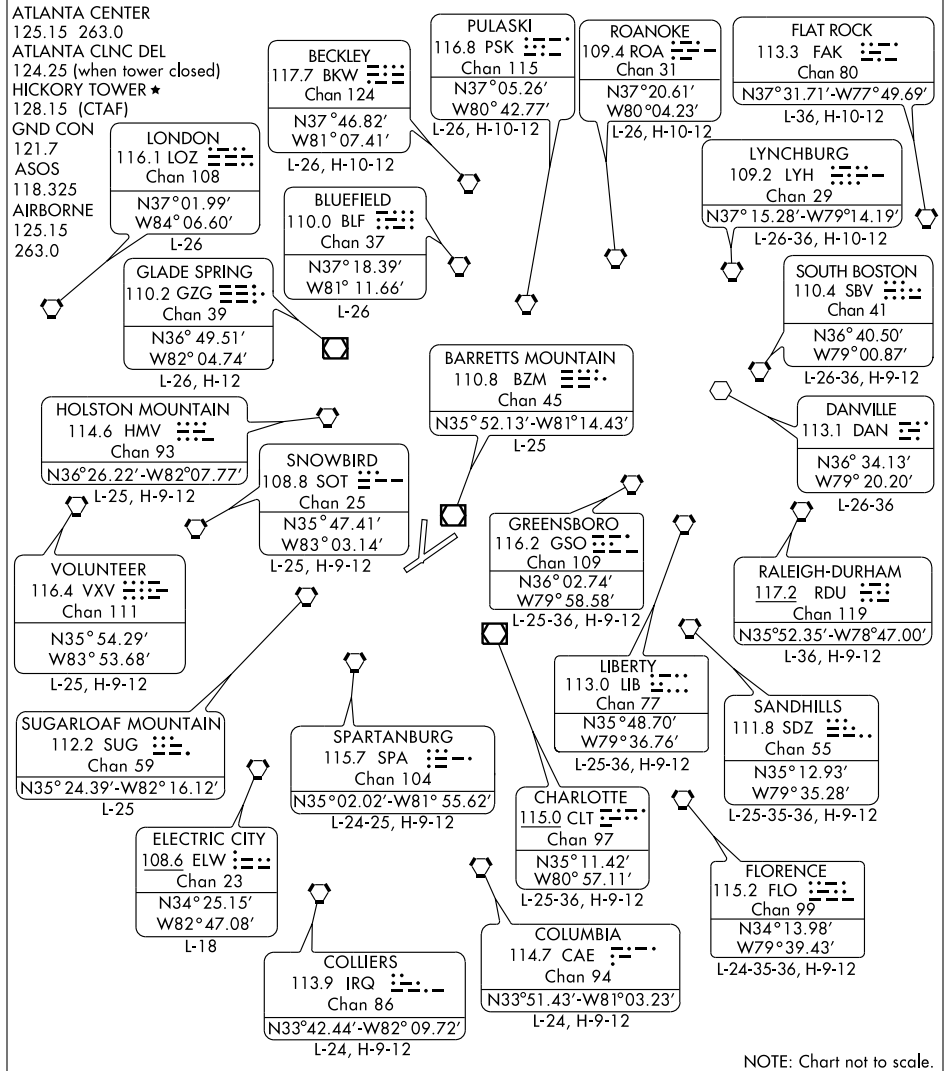 ATLANTA CENTER
125.15 263.0
ATLANTA CLNC DEL
124.25 (when tower closed)
HICKORY TOWER ★
128.15 (CTAF)
GND CON
121.7
ASOS
118.325
AIRBORNE
125.15
263.0
BECKLEY
117.7 BKW
Chan 124
N37°46.82′
W81°07.41′
L-26, H-10-12
PULASKI
116.8 PSK
Chan 115
N37°05.26′
W80°42.77′
L-26, H-10-12
ROANOKE
109.4 ROA
Chan 31
N37°20.61′
W80°04.23′
L-26, H-10-12
FLAT ROCK
113.3 FAK
Chan 80
N37°31.71′-W77°49.69′
L-36, H-10-12
LONDON
116.1 LOZ
Chan 108
N37°01.99′
W84°06.60′
L-26
BLUEFIELD
110.0 BLF
Chan 37
N37°18.39′
W81°11.66′
L-26
LYNCHBURG
109.2 LYH
Chan 29
N37°15.28′-W79°14.19′
L-26-36, H-10-12
GLADE SPRING
110.2 GZG
Chan 39
N36°49.51′
W82°04.74′
L-26, H-12
SOUTH BOSTON
110.4 SBV
Chan 41
N36°40.50′
W79°00.87′
L-26-36, H-9-12
BARRETTS MOUNTAIN
110.8 BZM
Chan 45
N35°52.13′-W81°14.43′
L-25
HOLSTON MOUNTAIN
114.6 HMV
Chan 93
N36°26.22′-W82°07.77′
L-25, H-9-12
DANVILLE
113.1 DAN
N36°34.13′
W79°20.20′
L-26-36
SNOWBIRD
108.8 SOT
Chan 25
N35°47.41′
W83°03.14′
L-25, H-9-12
GREENSBORO
116.2 GSO
Chan 109
N36°02.74′
W79°58.58′
L-25-36, H-9-12
VOLUNTEER
116.4 VXV
Chan 111
N35°54.29′
W83°53.68′
L-25, H-9-12
RALEIGH-DURHAM
117.2 RDU
Chan 119
N35°52.35′-W78°47.00′
L-36, H-9-12
LIBERTY
113.0 LIB
Chan 77
N35°48.70′
W79°36.76′
L-25-36, H-9-12
SUGARLOAF MOUNTAIN
112.2 SUG
Chan 59
N35°24.39′-W82°16.12′
L-25
SPARTANBURG
115.7 SPA
Chan 104
N35°02.02′-W81°55.62′
L-24-25, H-9-12
SANDHILLS
111.8 SDZ
Chan 55
N35°12.93′
W79°35.28′
L-25-35-36, H-9-12
CHARLOTTE
115.0 CLT
Chan 97
N35°11.42′
W80°57.11′
L-25-36, H-9-12
ELECTRIC CITY
108.6 ELW
Chan 23
N34°25.15′
W82°47.08′
L-18
FLORENCE
115.2 FLO
Chan 99
N34°13.98′
W79°39.43′
L-24-35-36, H-9-12
COLLIERS
113.9 IRQ
Chan 86
N33°42.44′-W82°09.72′
L-24, H-9-12
COLUMBIA
114.7 CAE
Chan 94
N33°51.43′-W81°03.23′
L-24, H-9-12
NOTE: Chart not to scale.